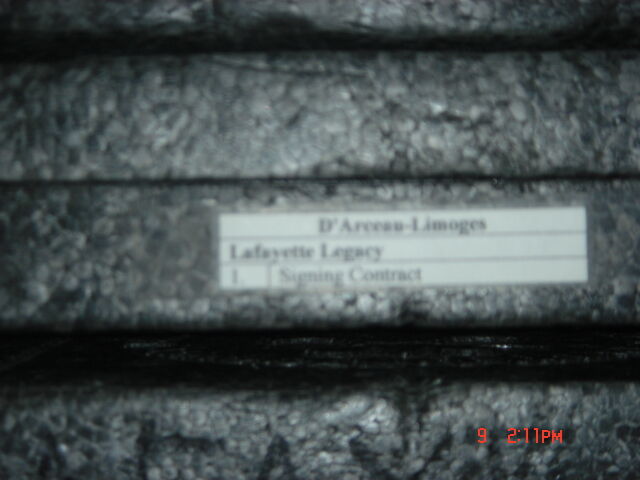 D'Arceau-Limoges
Lafayette Legacy
1 Signing Contract
9 2:11PM